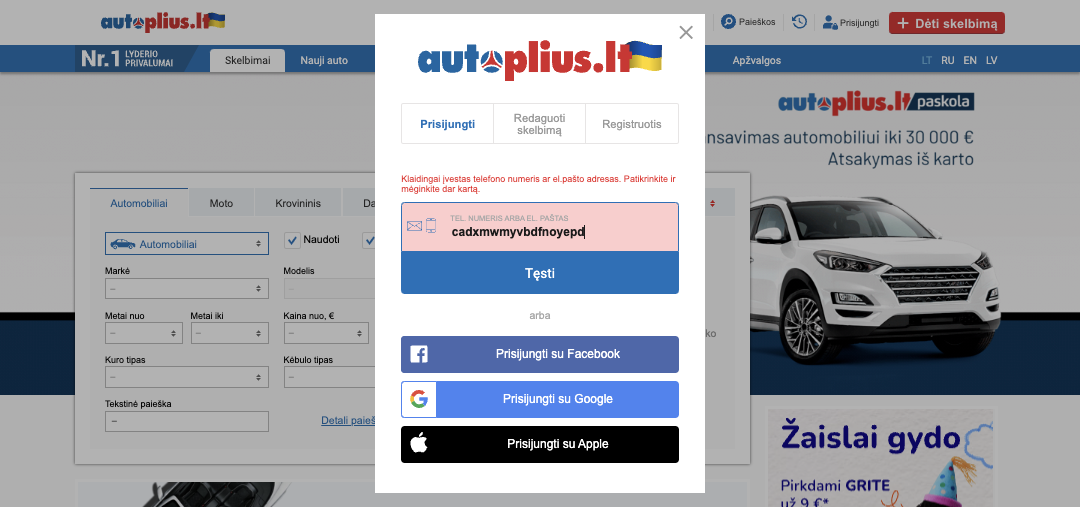 autoplius.lt
Paieškos
Prisijungti
+ Dėti skelbimą
Nr.1 LYDERIO
PRIVALUMAI
Skelbimai
Nauji auto
Apžvalgos
LT RU EN LV
autoplius.lt
Prisijungti
Redaguoti
skelbimą
Registruotis
Klaidingai įvestas telefono numeris ar el.pašto adresas. Patikrinkite ir
mėginkite dar kartą.
TEL. NUMERIS ARBA EL. PAŠTAS
cadxmwmyvbdfnoyepd
Tęsti
arba
Prisijungti su Facebook
Prisijungti su Google
Prisijungti su Apple
autoplius.lt paskola
nsavimas automobiliui iki 30 000 €
Atsakymas iš karto
Automobiliai
Moto
Krovininis
Da
Automobiliai
Naudoti
Markė
Modelis
–
–
Metai nuo
Metai iki
Kaina nuo, €
–
–
–
Kuro tipas
Kėbulo tipas
–
–
Tekstinė paieška
–
Detali paieš
ko
Žaislai gydo
Pirkdami GRITE
už 9 €*